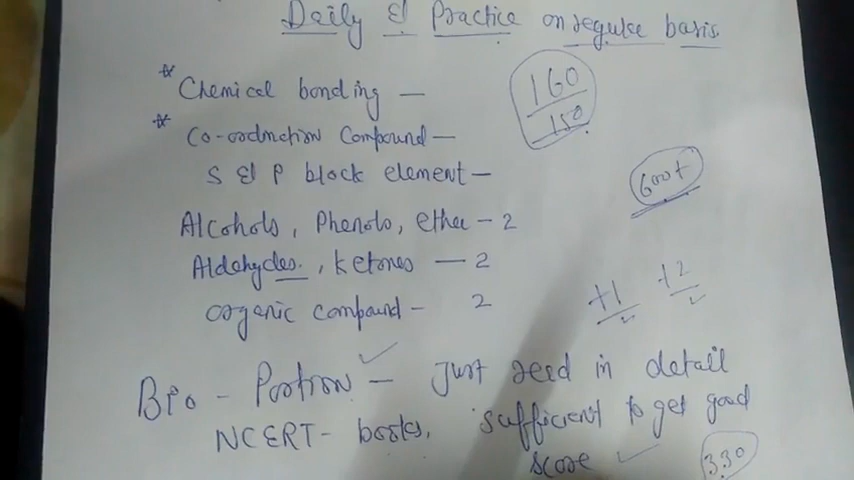 Daily & Practice on regular basis
* Chemical bonding —
160
150
* Co-ordination Compound —
S & P block element —
600+
Alcohols, Phenols, ether - 2
Aldehydes, ketones — 2
+1 +2
organic compound - 2
Bio - Portion — Just read in detail
NCERT - books, sufficient to get good
score
330